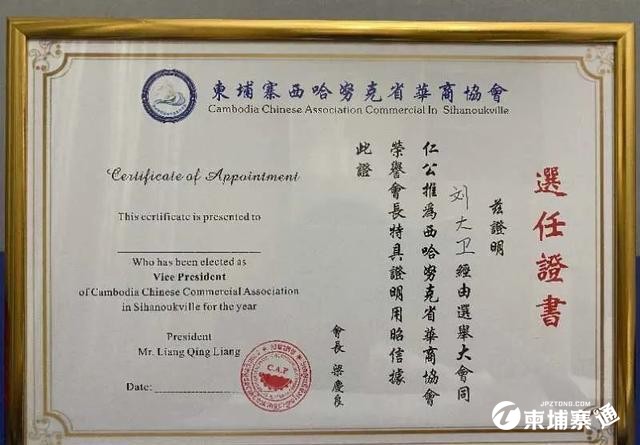 柬埔寨西哈努克省華商協會
Cambodia Chinese Association Commercial In Sihanoukville
Certificate of Appointment
This certificate is presented to
Who has been elected as
Vice President
of Cambodia Chinese Commercial Association
in Sihanoukville for the year
President
Mr. Liang Qing Liang
Date:
C.A.P
選任證書
茲證明
刘大卫經由選舉大會同
仁公推為西哈努克省華商協會
榮譽會長特具證明用昭信據
此證
會長 梁慶良
JPZTONG.COM
柬埔寨通